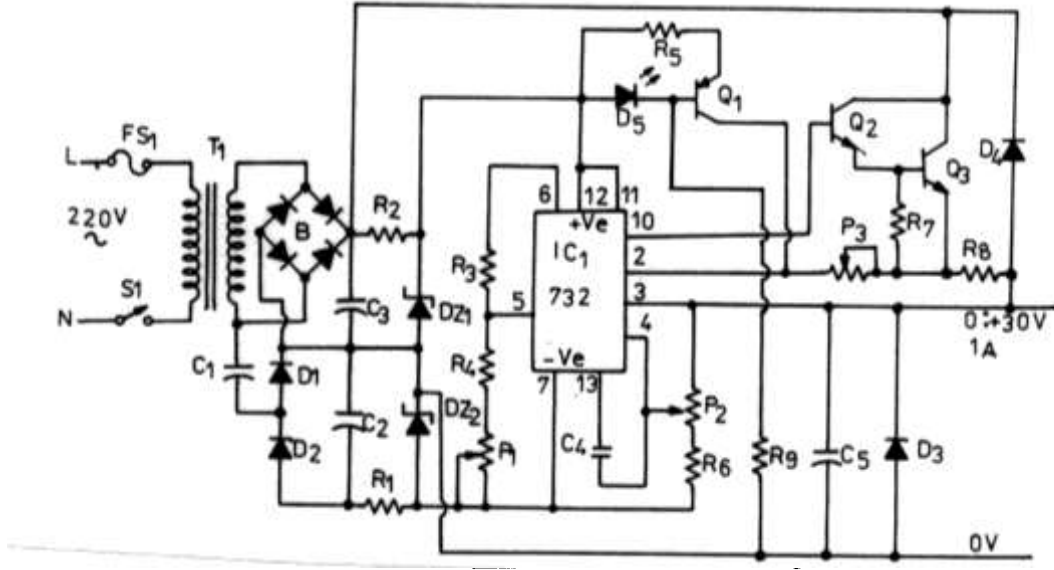 FS1
T1
L
220V
~
S1
N
B
R2
C3
DZ1
C1
D1
D2
C2
DZ2
R1
R3
R4
P1
R5
D5
Q1
Q2
Q3
D4
6
12
11
+Ve
10
IC1
2
5
732
3
4
-Ve
7
13
C4
P2
R6
R7
P3
R8
R9
C5
D3
0÷+30V
1A
0V